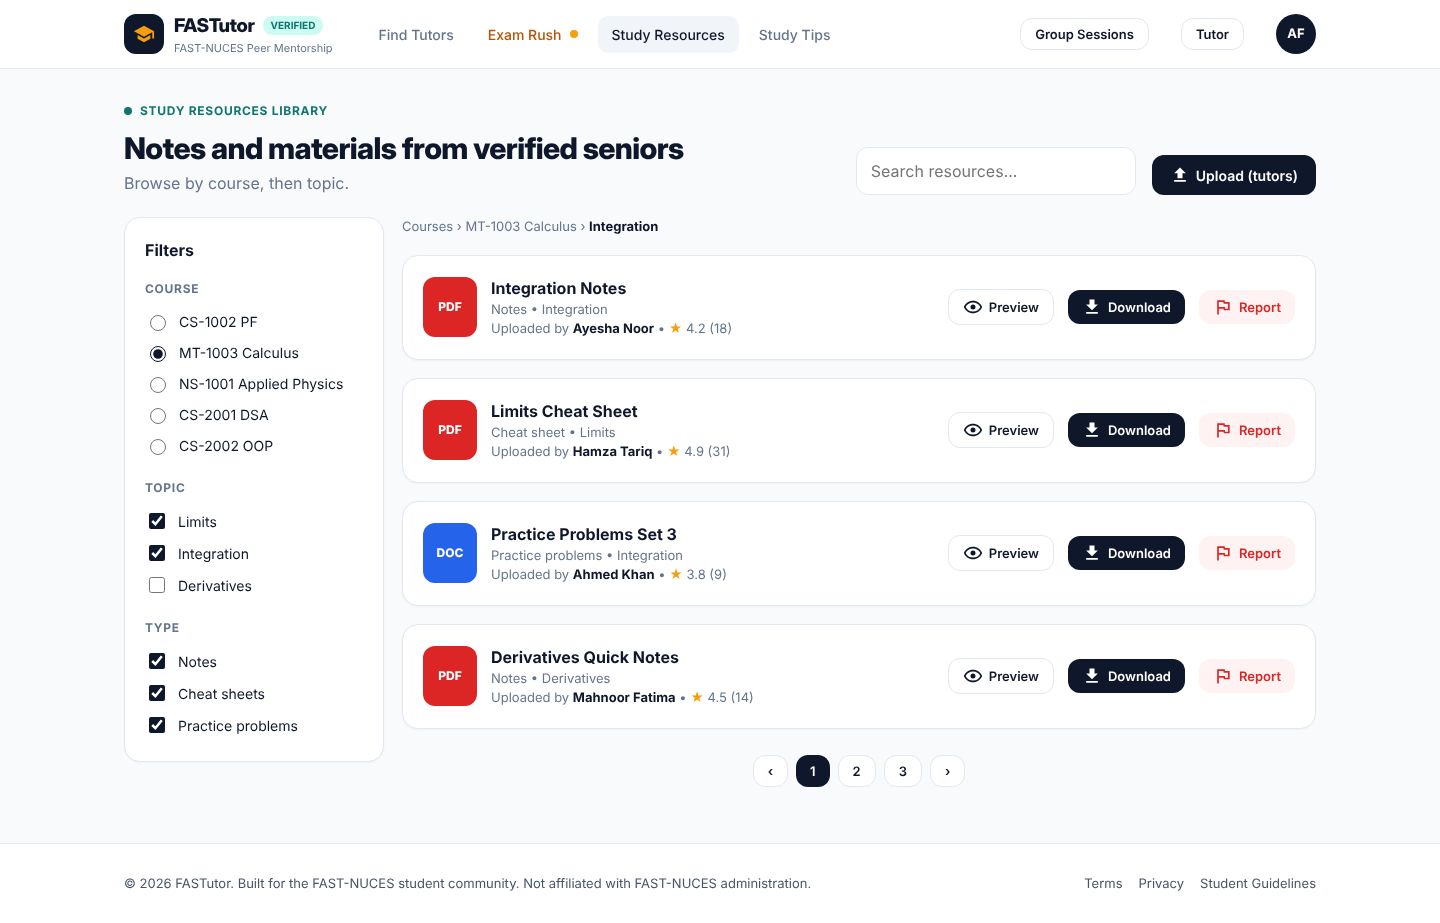 FASTutor VERIFIED
FAST-NUCES Peer Mentorship
Find Tutors
Exam Rush
Study Resources
Study Tips
Group Sessions
Tutor
AF
STUDY RESOURCES LIBRARY
Notes and materials from verified seniors
Browse by course, then topic.
Search resources...
Upload (tutors)
Filters
COURSE
CS-1002 PF
MT-1003 Calculus
NS-1001 Applied Physics
CS-2001 DSA
CS-2002 OOP
TOPIC
Limits
Integration
Derivatives
TYPE
Notes
Cheat sheets
Practice problems
Courses › MT-1003 Calculus › Integration
PDF
Integration Notes
Notes • Integration
Uploaded by Ayesha Noor • ★ 4.2 (18)
Preview
Download
Report
PDF
Limits Cheat Sheet
Cheat sheet • Limits
Uploaded by Hamza Tariq • ★ 4.9 (31)
Preview
Download
Report
DOC
Practice Problems Set 3
Practice problems • Integration
Uploaded by Ahmed Khan • ★ 3.8 (9)
Preview
Download
Report
PDF
Derivatives Quick Notes
Notes • Derivatives
Uploaded by Mahnoor Fatima • ★ 4.5 (14)
Preview
Download
Report
‹ 1 2 3 ›
© 2026 FASTutor. Built for the FAST-NUCES student community. Not affiliated with FAST-NUCES administration.
Terms Privacy Student Guidelines